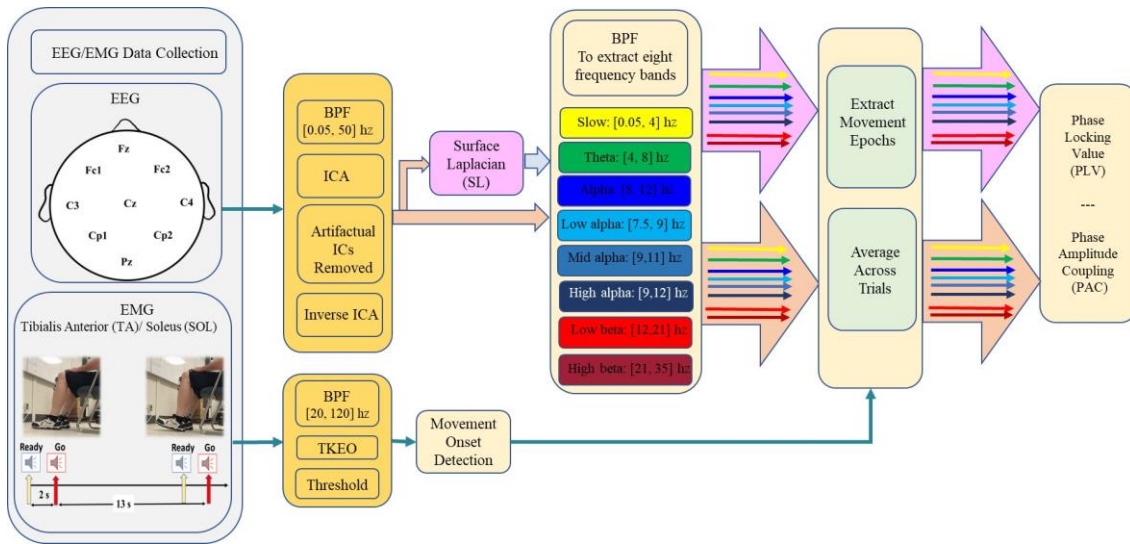 EEG/EMG Data Collection
EEG
Fz
Fc1
Fc2
C3
Cz
C4
Cp1
Cp2
Pz
EMG
Tibialis Anterior (TA)/ Soleus (SOL)
Ready
Go
Ready
Go
2 s
13 s
BPF
[0.05, 50] hz
ICA
Artifactual
ICs
Removed
Inverse ICA
BPF
[20, 120] hz
TKEO
Threshold
Surface
Laplacian
(SL)
Movement
Onset
Detection
BPF
To extract eight
frequency bands
Slow: [0.05, 4] hz
Theta: [4, 8] hz
Alpha: [8, 12] hz
Low alpha: [7.5, 9] hz
Mid alpha: [9,11] hz
High alpha: [9,12] hz
Low beta: [12,21] hz
High beta: [21, 35] hz
Extract
Movement
Epochs
Average
Across
Trials
Phase
Locking
Value
(PLV)
---
Phase
Amplitude
Coupling
(PAC)